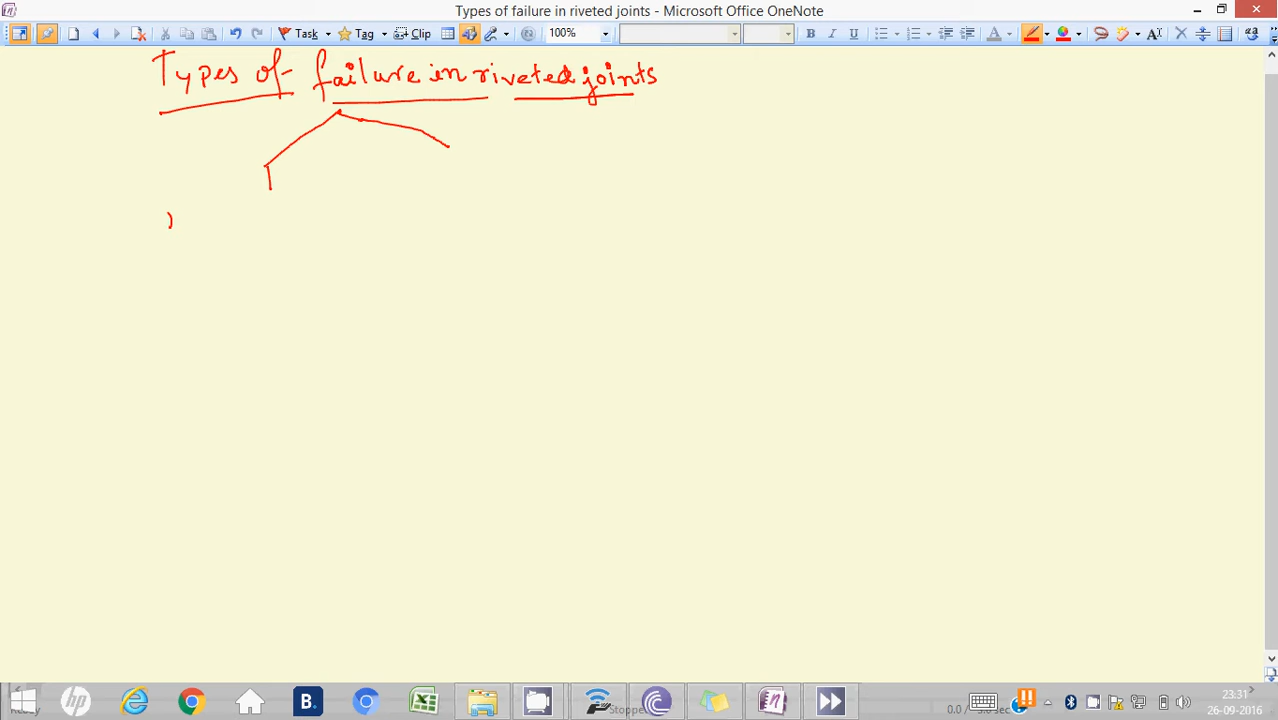 Types of failure in riveted joints - Microsoft Office OneNote
Task Tag Clip 100% B I U
Types of failure in riveted joints
23:31
26-09-2016